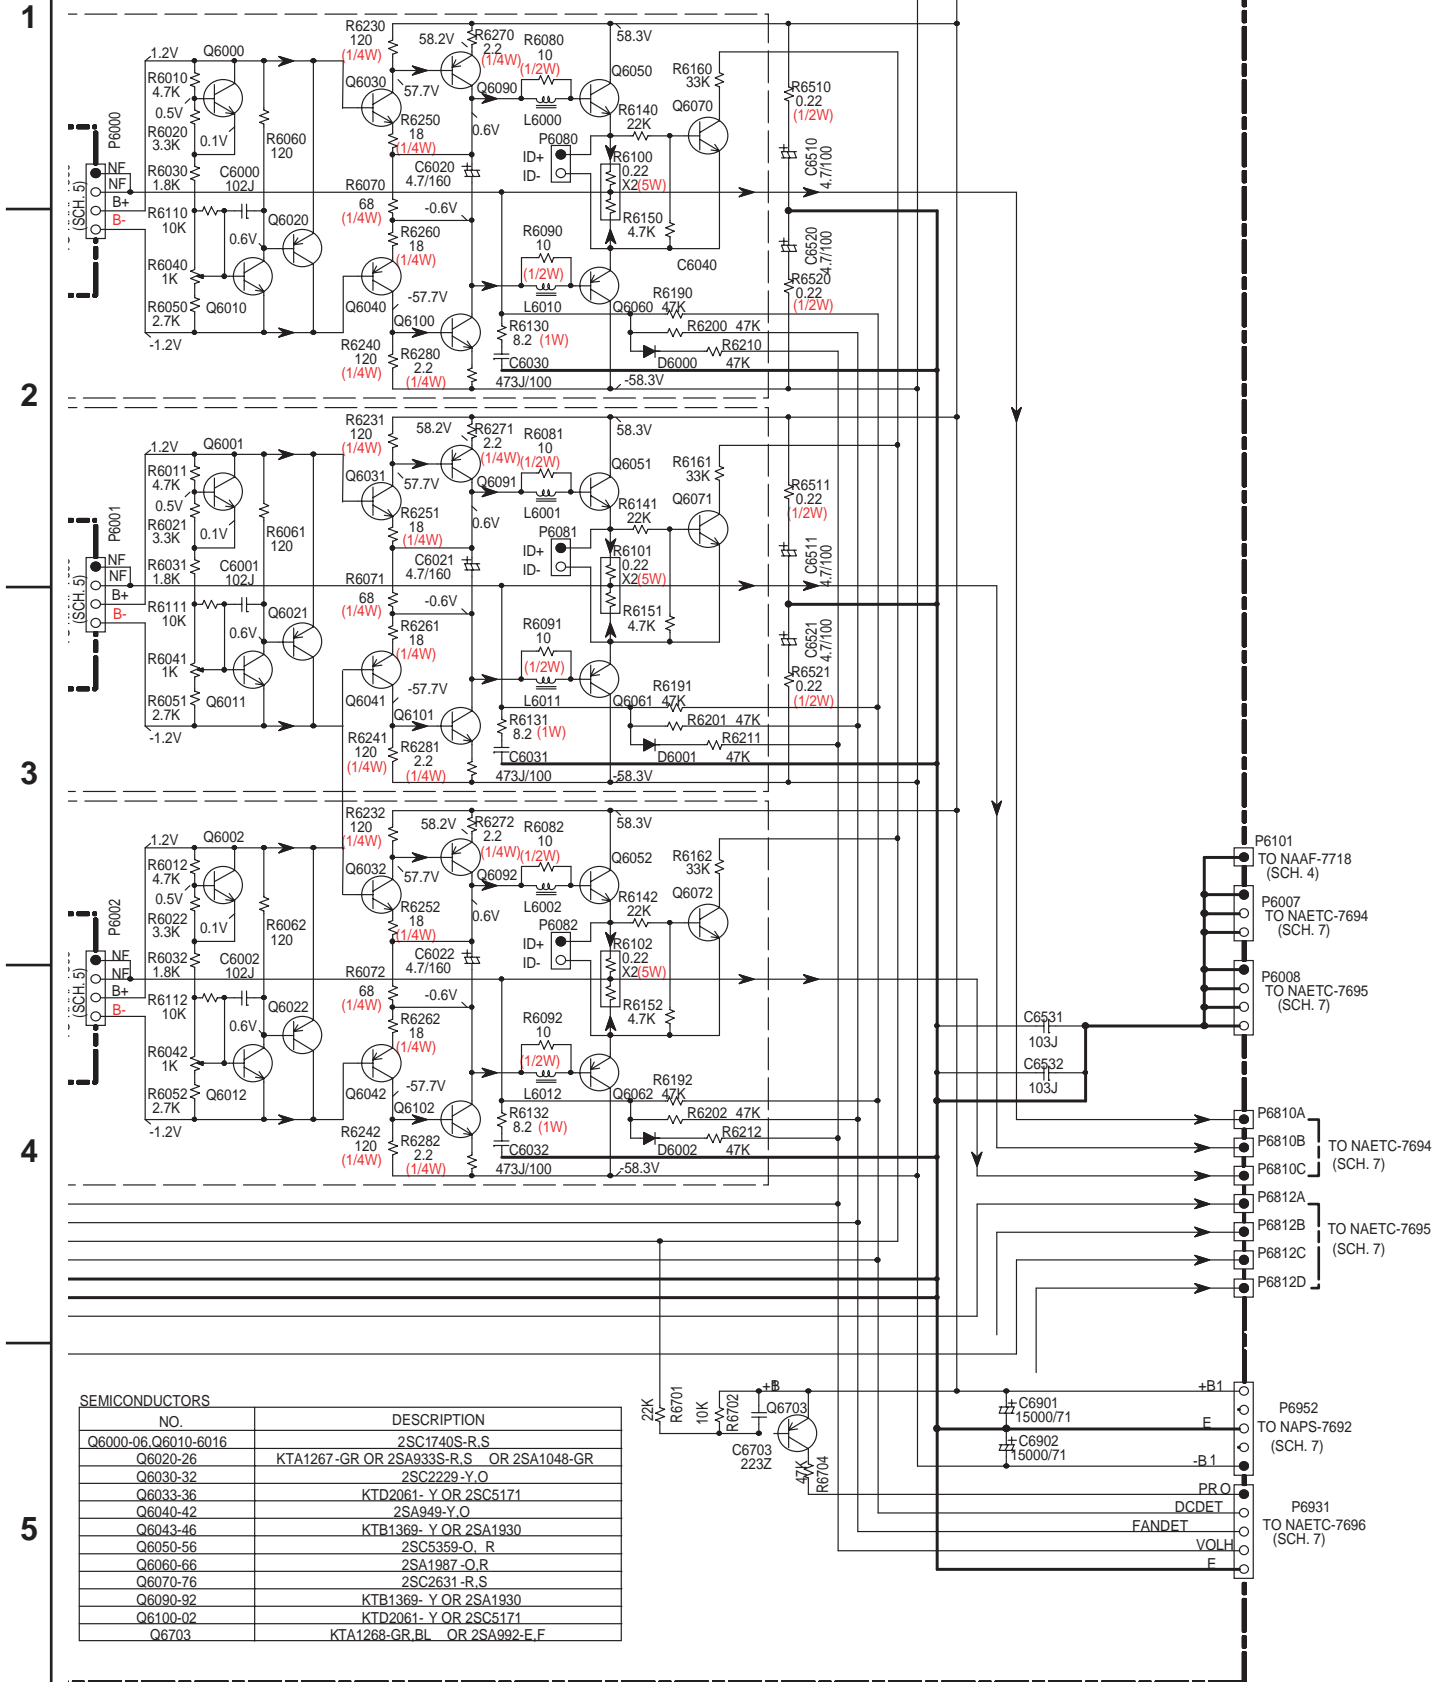 1
R6230
120
(1/4W)
58.2V
R6270
2.2
(1/4W)
R6080
10
(1/2W)
58.3V
1.2V
Q6000
R6010
4.7K
0.5V
R6020
3.3K
0.1V
R6060
120
Q6030
57.7V
Q6090
R6250
18
(1/4W)
0.6V
L6000
Q6050
R6160
33K
R6140
22K
Q6070
R6510
0.22
(1/2W)
P6000
NF
NF
B+
B-
(SCH. 5)
R6030
1.8K
C6000
102J
R6110
10K
0.6V
Q6020
R6040
1K
R6050
2.7K
Q6010
-1.2V
R6070
68
(1/4W)
C6020
4.7/160
-0.6V
R6260
18
(1/4W)
Q6040
-57.7V
Q6100
R6240
120
(1/4W)
R6280
2.2
(1/4W)
P6080
ID+
ID-
R6100
0.22
X2(5W)
R6150
4.7K
R6090
10
(1/2W)
L6010
Q6060
C6040
C6510
4.7/100
C6520
4.7/100
R6520
0.22
(1/2W)
R6190
47K
R6200 47K
R6210
47K
D6000
R6130
8.2 (1W)
C6030
473J/100
-58.3V
2
R6231
120
(1/4W)
58.2V
R6271
2.2
(1/4W)
R6081
10
(1/2W)
58.3V
1.2V
Q6001
R6011
4.7K
0.5V
R6021
3.3K
0.1V
R6061
120
Q6031
57.7V
Q6091
R6251
18
(1/4W)
0.6V
L6001
Q6051
R6161
33K
R6141
22K
Q6071
R6511
0.22
(1/2W)
P6001
NF
NF
B+
B-
(SCH. 5)
R6031
1.8K
C6001
102J
R6111
10K
0.6V
Q6021
R6041
1K
R6051
2.7K
Q6011
-1.2V
R6071
68
(1/4W)
C6021
4.7/160
-0.6V
R6261
18
(1/4W)
Q6041
-57.7V
Q6101
R6241
120
(1/4W)
R6281
2.2
(1/4W)
P6081
ID+
ID-
R6101
0.22
X2(5W)
R6151
4.7K
R6091
10
(1/2W)
L6011
Q6061
C6511
4.7/100
C6521
4.7/100
R6521
0.22
(1/2W)
R6191
47K
R6201 47K
R6211
47K
D6001
R6131
8.2 (1W)
C6031
473J/100
-58.3V
3
R6232
120
(1/4W)
58.2V
R6272
2.2
(1/4W)
R6082
10
(1/2W)
58.3V
1.2V
Q6002
R6012
4.7K
0.5V
R6022
3.3K
0.1V
R6062
120
Q6032
57.7V
Q6092
R6252
18
(1/4W)
0.6V
L6002
Q6052
R6162
33K
R6142
22K
Q6072
P6002
NF
NF
B+
B-
(SCH. 5)
R6032
1.8K
C6002
102J
R6112
10K
0.6V
Q6022
R6042
1K
R6052
2.7K
Q6012
-1.2V
R6072
68
(1/4W)
C6022
4.7/160
-0.6V
R6262
18
(1/4W)
Q6042
-57.7V
Q6102
R6242
120
(1/4W)
R6282
2.2
(1/4W)
P6082
ID+
ID-
R6102
0.22
X2(5W)
R6152
4.7K
R6092
10
(1/2W)
L6012
Q6062
R6192
47K
R6202 47K
R6212
47K
D6002
R6132
8.2 (1W)
C6032
473J/100
-58.3V
P6101
TO NAAF-7718
(SCH. 4)
P6007
TO NAETC-7694
(SCH. 7)
P6008
TO NAETC-7695
(SCH. 7)
C6531
103J
C6532
103J
4
P6810A
P6810B
P6810C
TO NAETC-7694
(SCH. 7)
P6812A
P6812B
P6812C
P6812D
TO NAETC-7695
(SCH. 7)
22K
R6701
10K
R6702
+B
Q6703
C6703
223Z
47K
R6704
C6901
15000/71
C6902
15000/71
+B1
E
-B1
P6952
TO NAPS-7692
(SCH. 7)
PRO
DCDET
FANDET
VOLH
E
P6931
TO NAETC-7696
(SCH. 7)
5
SEMICONDUCTORS
NO. DESCRIPTION
Q6000-06,Q6010-6016 2SC1740S-R,S
Q6020-26 KTA1267-GR OR 2SA933S-R,S OR 2SA1048-GR
Q6030-32 2SC2229-Y,O
Q6033-36 KTD2061- Y OR 2SC5171
Q6040-42 2SA949-Y,O
Q6043-46 KTB1369- Y OR 2SA1930
Q6050-56 2SC5359-O, R
Q6060-66 2SA1987-O,R
Q6070-76 2SC2631-R,S
Q6090-92 KTB1369- Y OR 2SA1930
Q6100-02 KTD2061- Y OR 2SC5171
Q6703 KTA1268-GR,BL OR 2SA992-E,F